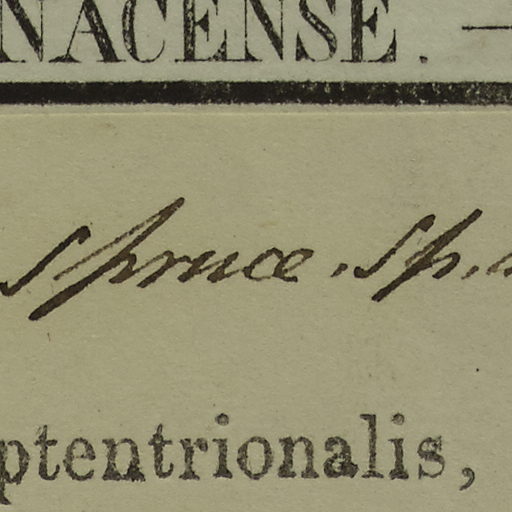 NACENSE. —
spruce. sp.
ptentrionalis,